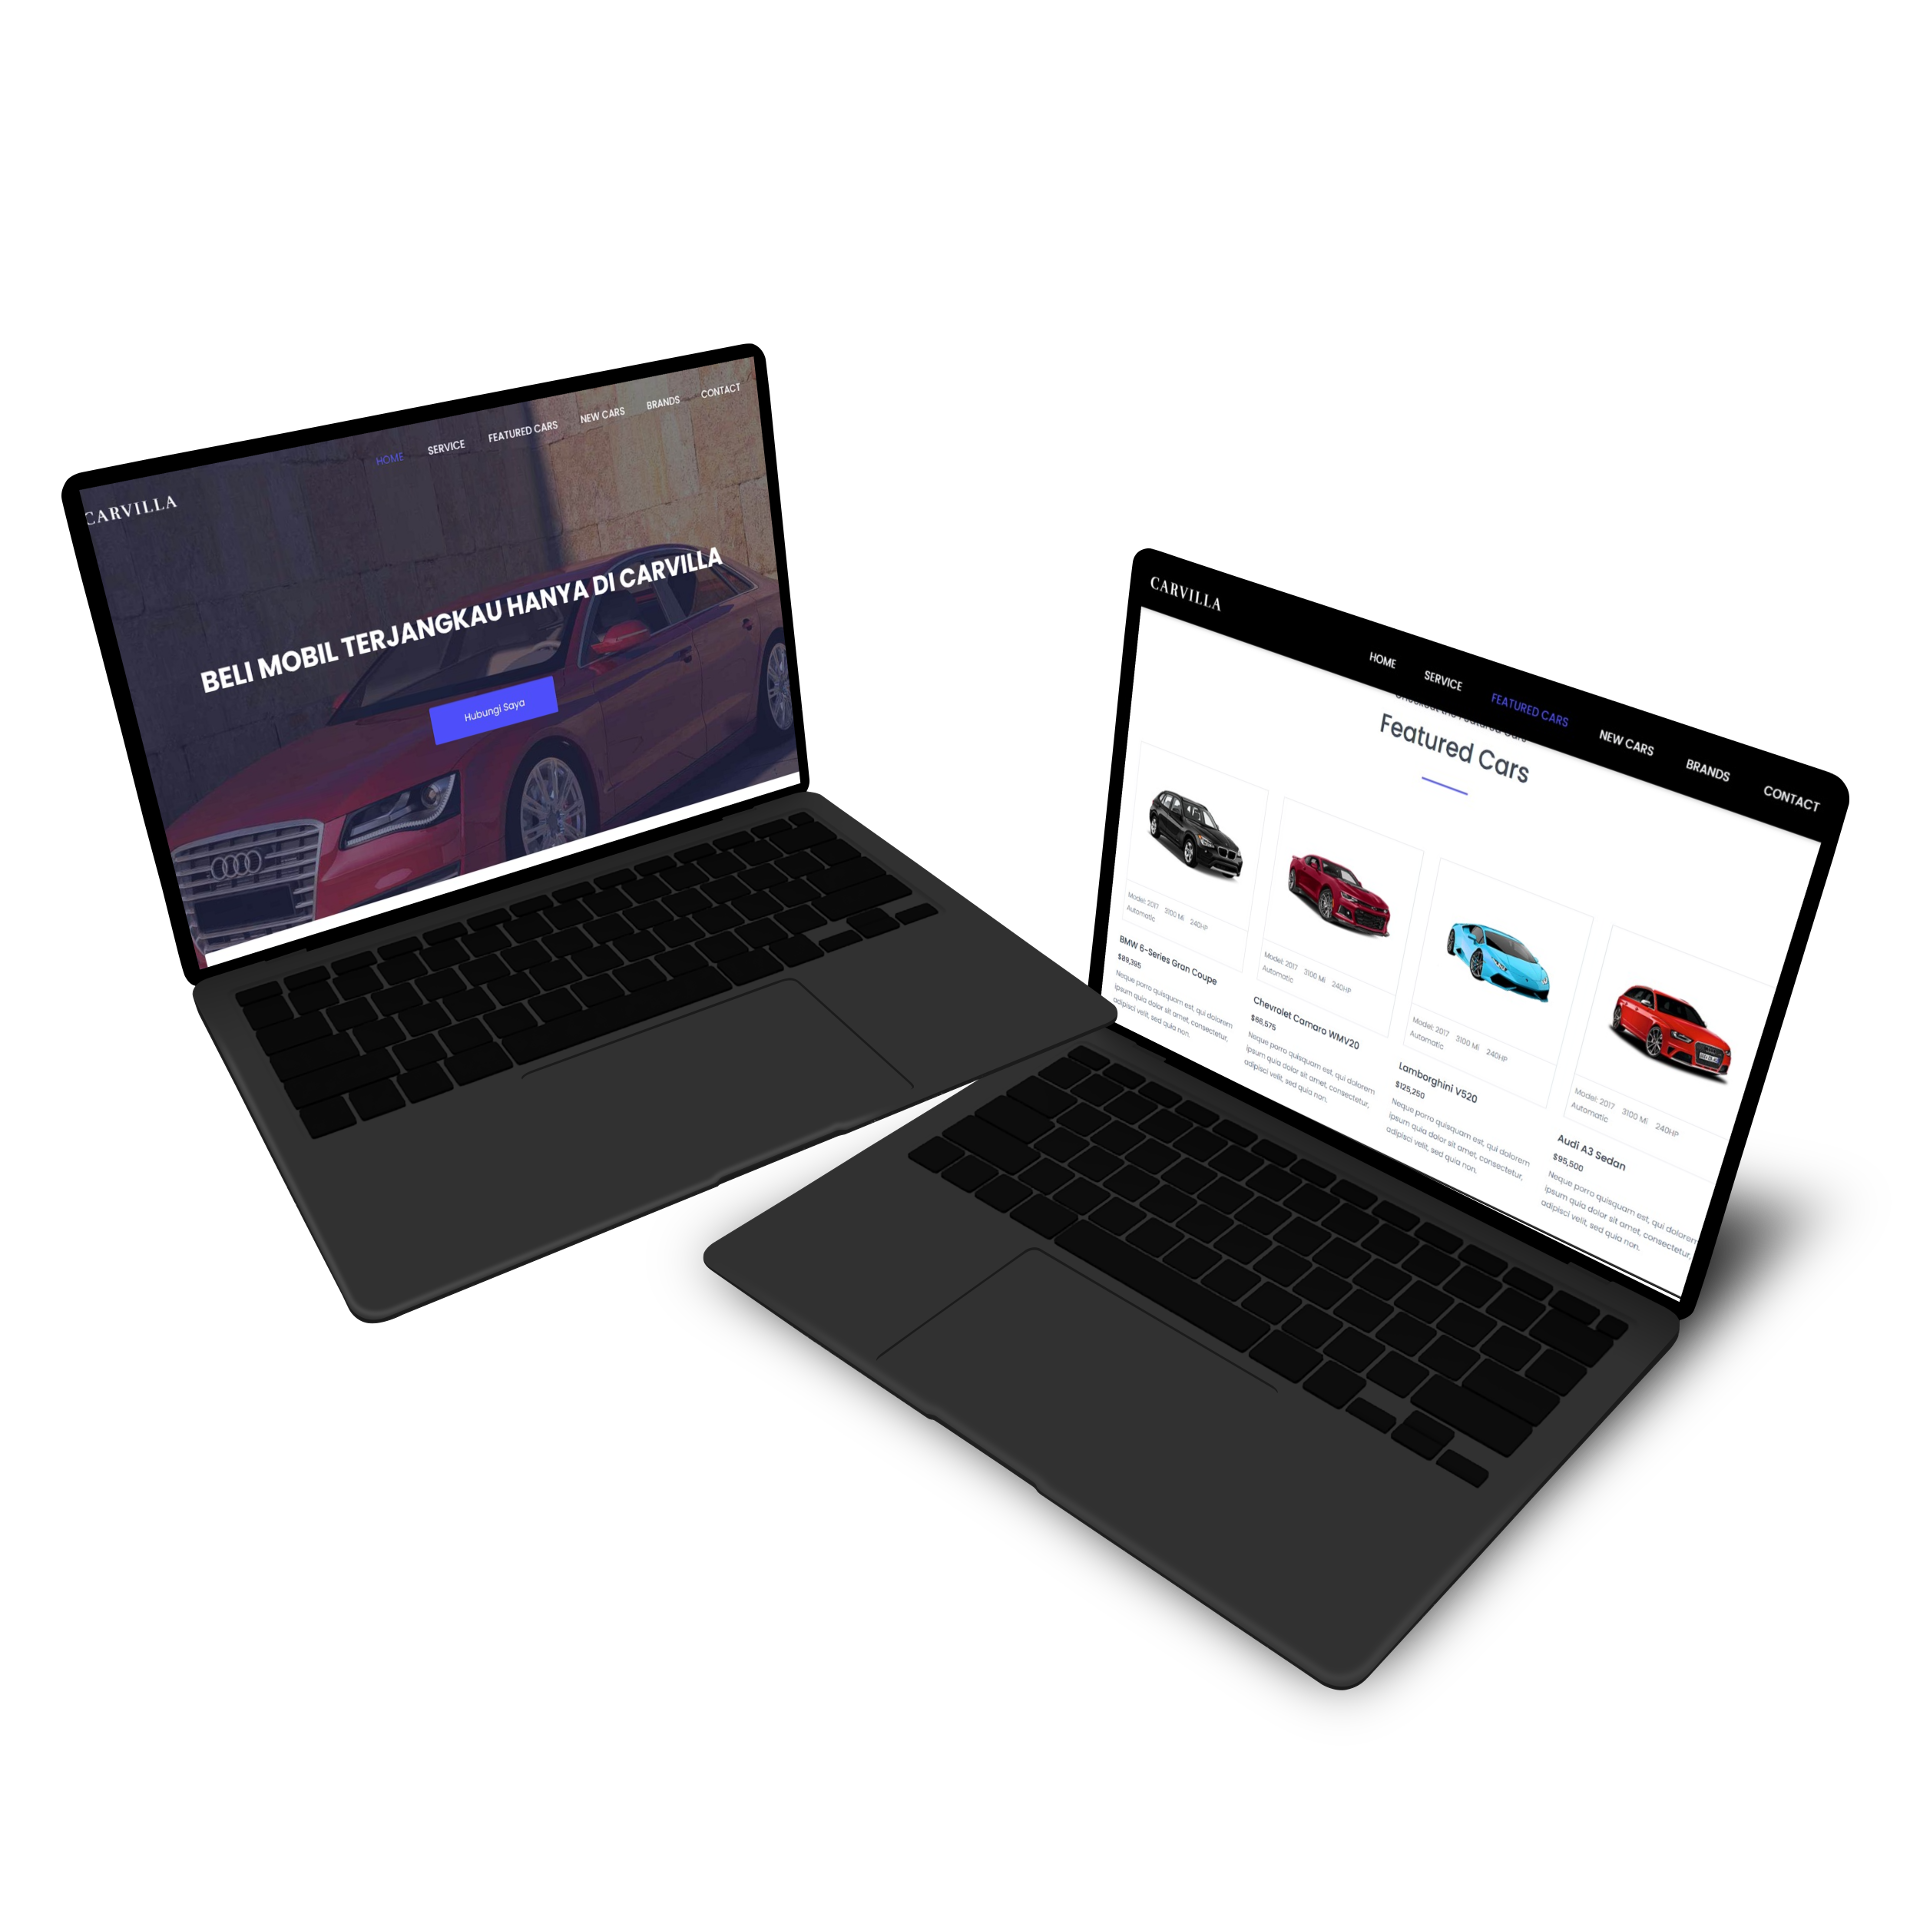 HOME
SERVICE
FEATURED CARS
NEW CARS
BRANDS
CONTACT
CARVILLA
BELI MOBIL TERJANGKAU HANYA DI CARVILLA
Hubungi Saya
CARVILLA
HOME
SERVICE
FEATURED CARS
NEW CARS
BRANDS
CONTACT
Featured Cars
Model: 2017 3100 Mi 240HP
Automatic
BMW 6-Series Gran Coupe
$89,395
Neque porro quisquam est, qui dolorem
ipsum quia dolor sit amet, consectetur,
adipisci velit, sed quia non.
Model: 2017 3100 Mi 240HP
Automatic
Chevrolet Camaro WMV20
$66,575
Neque porro quisquam est, qui dolorem
ipsum quia dolor sit amet, consectetur,
adipisci velit, sed quia non.
Model: 2017 3100 Mi 240HP
Automatic
Lamborghini V520
$125,250
Neque porro quisquam est, qui dolorem
ipsum quia dolor sit amet, consectetur,
adipisci velit, sed quia non.
Model: 2017 3100 Mi 240HP
Automatic
Audi A3 Sedan
$95,500
Neque porro quisquam est, qui dolorem
ipsum quia dolor sit amet, consectetur,
adipisci velit, sed quia non.